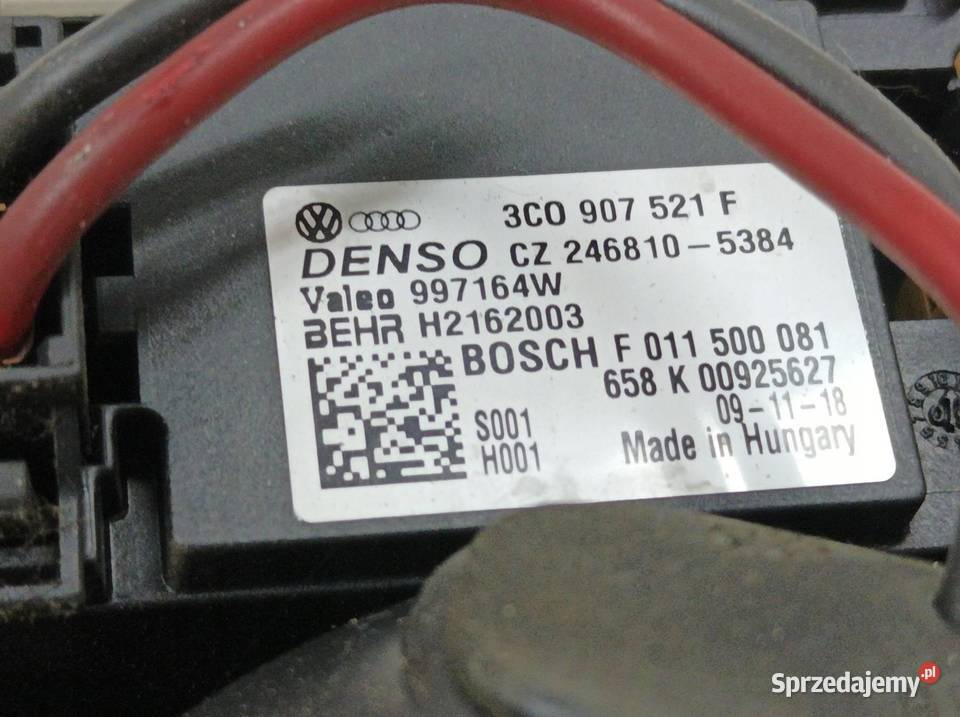 3C0 907 521 F
DENSO CZ 246810-5384
Valeo 997164W
BEHR H2162003
BOSCH F 011 500 081
658 K 00925627
09-11-18
S001
H001
Made in Hungary
Sprzedajemy.pl